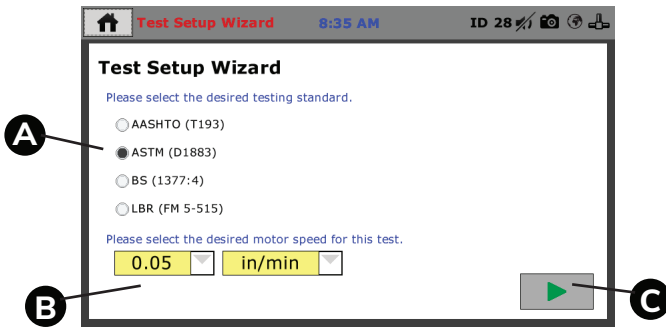 Test Setup Wizard 8:35 AM ID 28
Test Setup Wizard
Please select the desired testing standard.
AASHTO (T193)
A
ASTM (D1883)
BS (1377:4)
LBR (FM 5-515)
Please select the desired motor speed for this test.
0.05 in/min
B
C